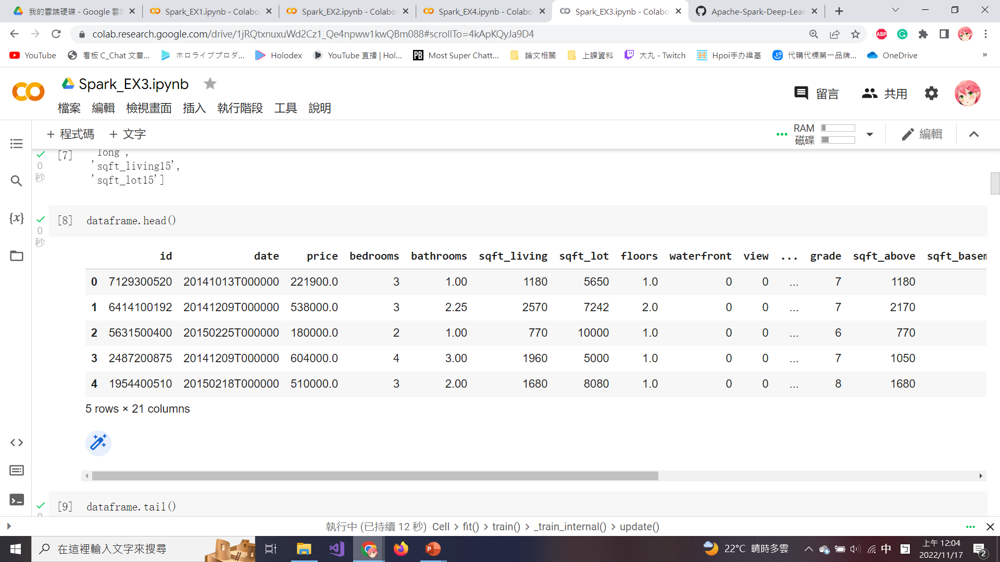 我的雲端硬碟 - Google 雲端
Spark_EX1.ipynb - Colabo
Spark_EX2.ipynb - Colabo
Spark_EX4.ipynb - Colabo
Spark_EX3.ipynb - Colabo
Apache-Spark-Deep-Lear
colab.research.google.com/drive/1jRQtxnuxuWd2Cz1_Qe4npww1kwQBm088#scrollTo=4kApKQyJa9D4
ABP
YouTube
看板 C_Chat 文章...
ホロライブプロダ...
Holodex
YouTube 直播 | Hol...
PB Most Super Chatt...
論文相關
上課資料
大丸 - Twitch
Hpoi手办维基
代購代標第一品牌...
OneDrive
»
Spark_EX3.ipynb
留言
共用
檔案 編輯 檢視畫面 插入 執行階段 工具 說明
+ 程式碼 + 文字
RAM
磁碟
編輯
[7]
0
秒
'long',
'sqft_living15',
'sqft_lot15']
{x}
[8] dataframe.head()
0
秒
id date price bedrooms bathrooms sqft_living sqft_lot floors waterfront view ... grade sqft_above sqft_basem
0 7129300520 20141013T000000 221900.0 3 1.00 1180 5650 1.0 0 0 ... 7 1180
1 6414100192 20141209T000000 538000.0 3 2.25 2570 7242 2.0 0 0 ... 7 2170
2 5631500400 20150225T000000 180000.0 2 1.00 770 10000 1.0 0 0 ... 6 770
3 2487200875 20141209T000000 604000.0 4 3.00 1960 5000 1.0 0 0 ... 7 1050
4 1954400510 20150218T000000 510000.0 3 2.00 1680 8080 1.0 0 0 ... 8 1680
5 rows × 21 columns
[9] dataframe.tail()
0
執行中 (已持續 12 秒) Cell > fit() > train() > _train_internal() > update()
在這裡輸入文字來搜尋
22°C 晴時多雲
中
上午 12:04
2022/11/17
2